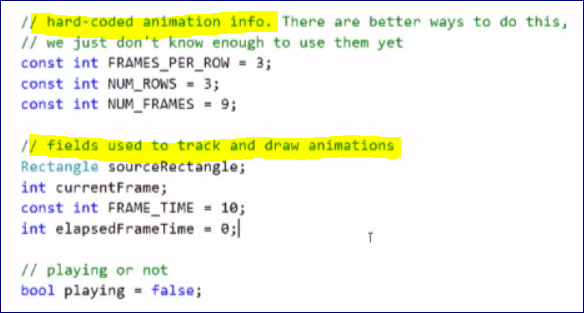 // hard-coded animation info. There are better ways to do this,
// we just don't know enough to use them yet
const int FRAMES_PER_ROW = 3;
const int NUM_ROWS = 3;
const int NUM_FRAMES = 9;
// fields used to track and draw animations
Rectangle sourceRectangle;
int currentFrame;
const int FRAME_TIME = 10;
int elapsedFrameTime = 0;
// playing or not
bool playing = false;